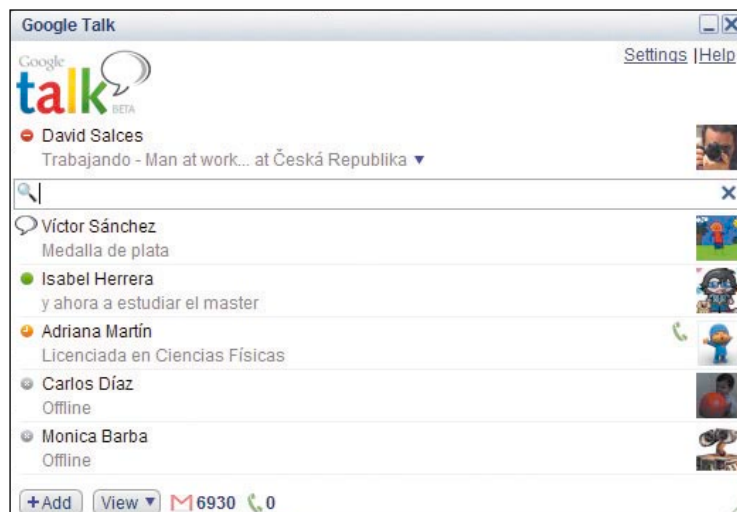 Google Talk
Settings |Help
Google
talk
BETA
David Salces
Trabajando - Man at work... at Česká Republika
Víctor Sánchez
Medalla de plata
Isabel Herrera
y ahora a estudiar el master
Adriana Martín
Licenciada en Ciencias Físicas
Carlos Díaz
Offline
Monica Barba
Offline
+Add View 6930 0